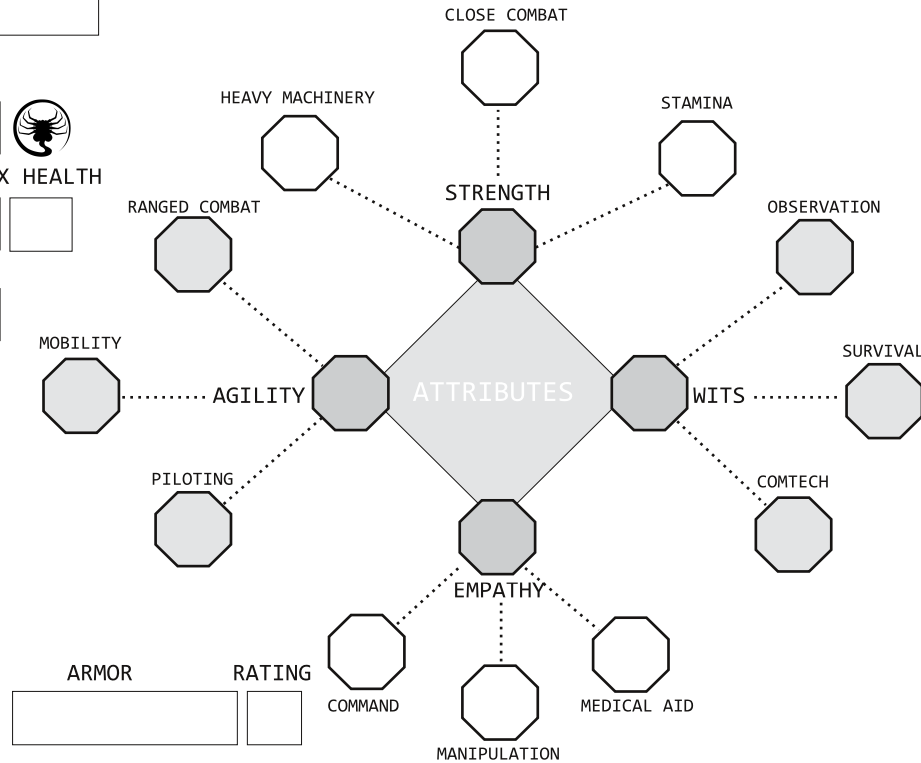 CLOSE COMBAT
HEAVY MACHINERY
STAMINA
X HEALTH
STRENGTH
RANGED COMBAT
OBSERVATION
MOBILITY
SURVIVAL
AGILITY
ATTRIBUTES
WITS
PILOTING
COMTECH
EMPATHY
ARMOR
RATING
COMMAND
MEDICAL AID
MANIPULATION